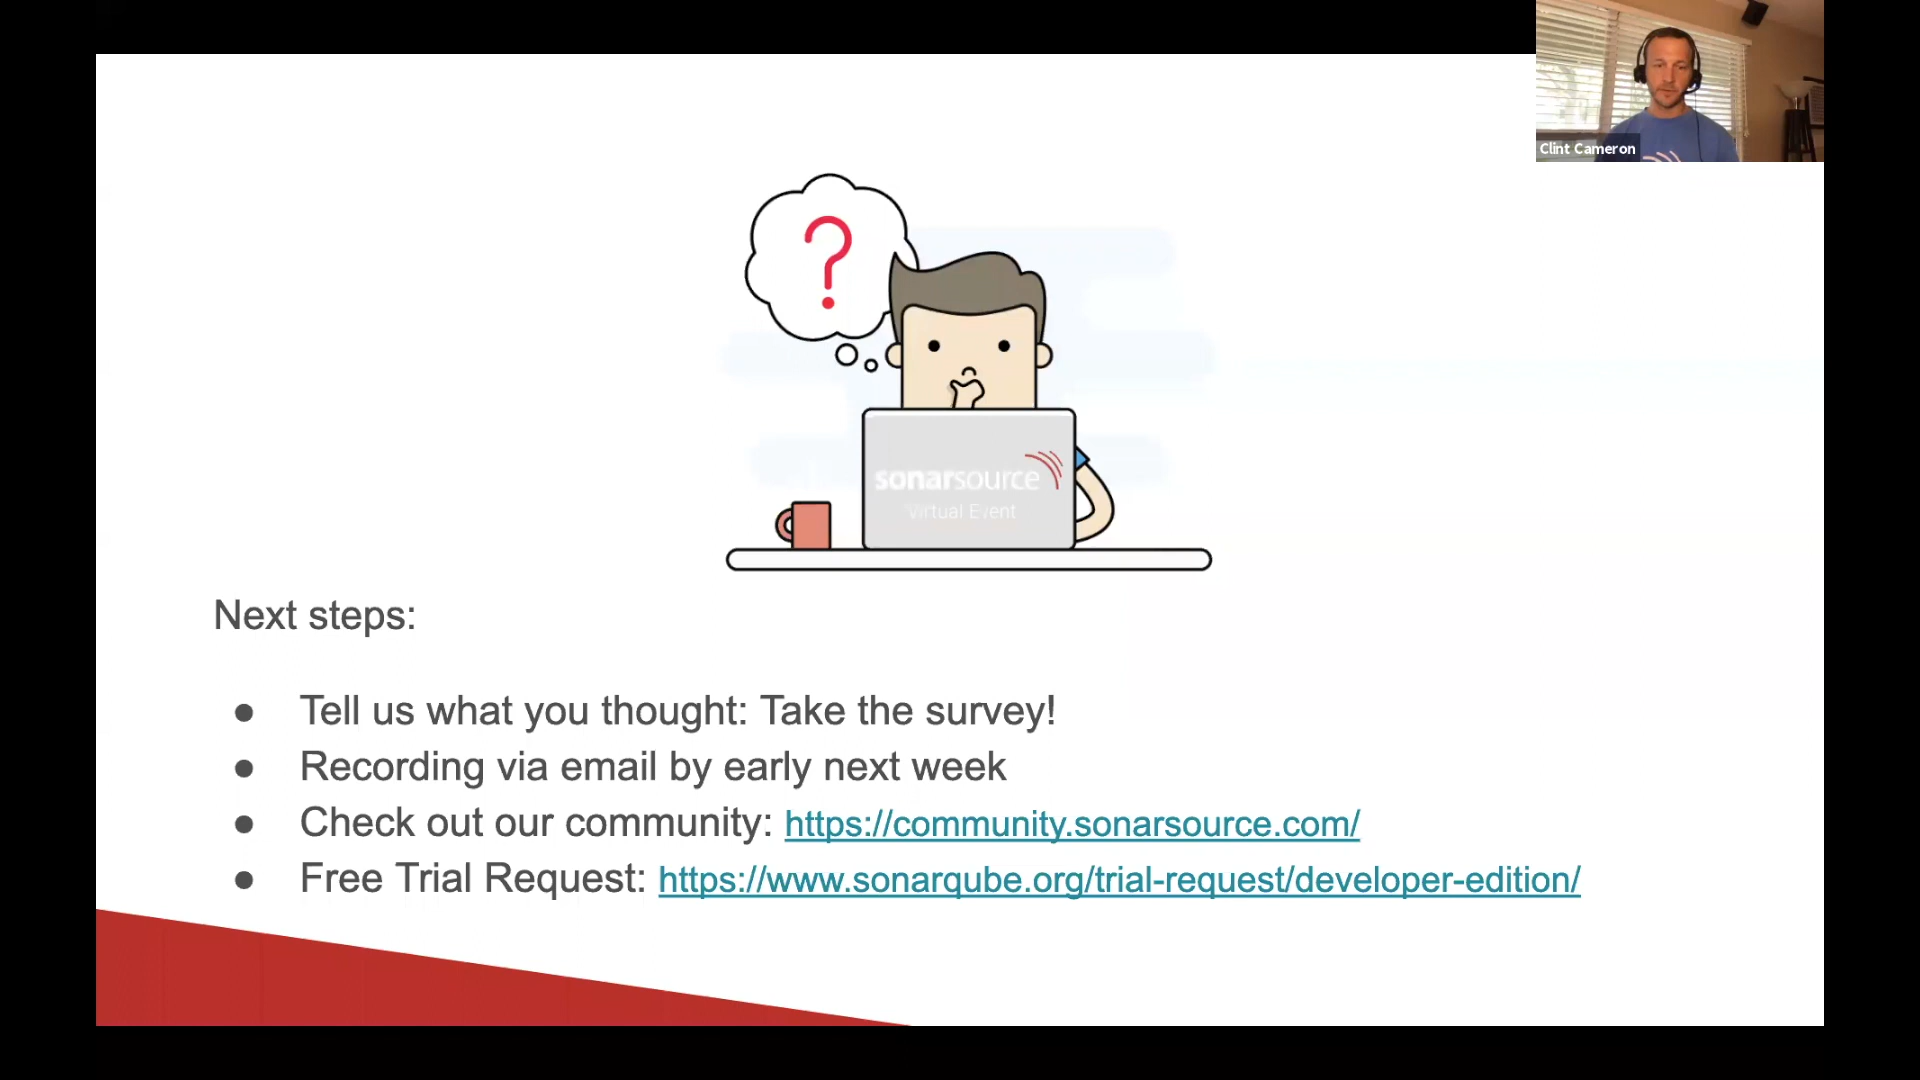 Clint Cameron
?
sonarsource
Virtual Event
Next steps:
● Tell us what you thought: Take the survey!
● Recording via email by early next week
● Check out our community: https://community.sonarsource.com/
● Free Trial Request: https://www.sonarqube.org/trial-request/developer-edition/